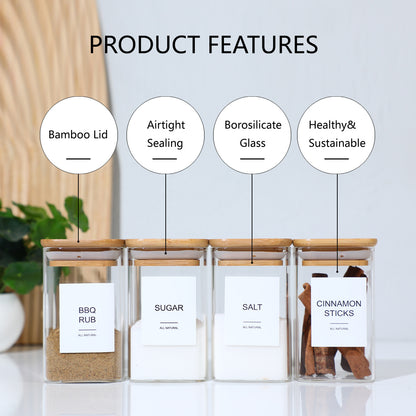 PRODUCT FEATURES
Bamboo Lid
Airtight
Sealing
Borosilicate
Glass
Healthy&
Sustainable
BBQ
RUB
ALL NATURAL
SUGAR
ALL NATURAL
SALT
ALL NATURAL
CINNAMON
STICKS
ALL NATURAL